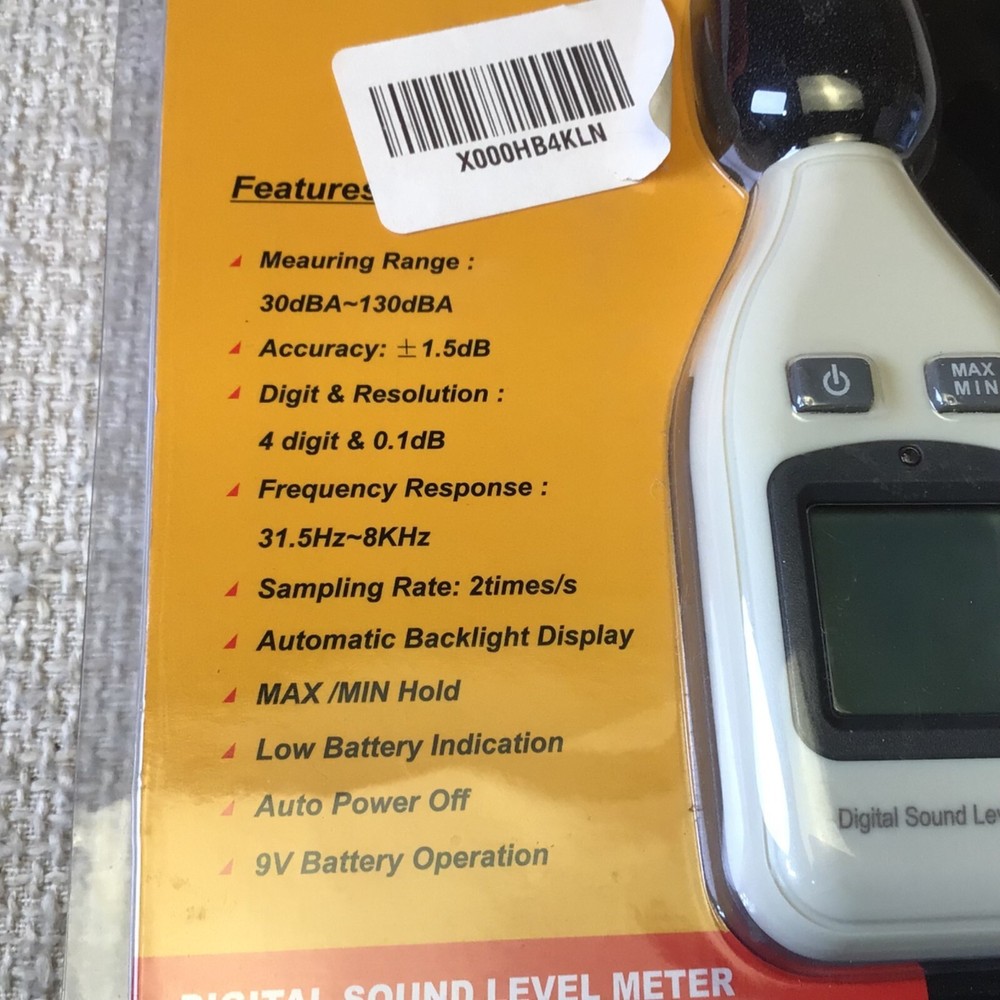 X000HB4KLN
Features
Meauring Range :
30dBA~130dBA
Accuracy: ±1.5dB
Digit & Resolution :
4 digit & 0.1dB
Frequency Response :
31.5Hz~8KHz
Sampling Rate: 2times/s
Automatic Backlight Display
MAX /MIN Hold
Low Battery Indication
Auto Power Off
9V Battery Operation
DIGITAL SOUND LEVEL METER
MAX
MIN
Digital Sound Lev